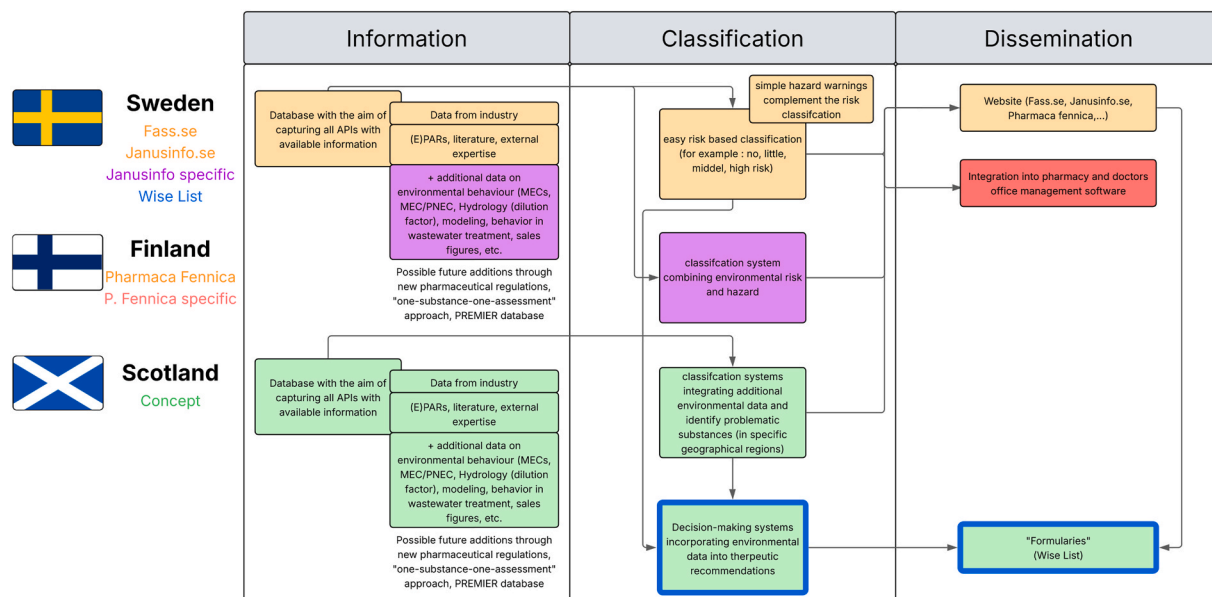 Information
Classification
Dissemination
Sweden
Fass.se
Janusinfo.se
Janusinfo specific
Wise List
Finland
Pharmaca Fennica
P. Fennica specific
Scotland
Concept
Database with the aim of
capturing all APIs with
available information
Data from industry
(E)PARs, literature, external
expertise
+ additional data on
environmental behaviour (MECs,
MEC/PNEC, Hydrology (dilution
factor), modeling, behavior in
wastewater treatment, sales
figures, etc.
Possible future additions through
new pharmaceutical regulations,
"one-substance-one-assessment"
approach, PREMIER database
Database with the aim of
capturing all APIs with
available information
Data from industry
(E)PARs, literature, external
expertise
+ additional data on
environmental behaviour (MECs,
MEC/PNEC, Hydrology (dilution
factor), modeling, behavior in
wastewater treatment, sales
figures, etc.
Possible future additions through
new pharmaceutical regulations,
"one-substance-one-assessment"
approach, PREMIER database
simple hazard warnings
complement the risk
classifcation
easy risk based classification
(for example : no, little,
middel, high risk)
classifcation system
combining environmental risk
and hazard
classifcation systems
integrating additional
environmental data and
identify problematic
substances (in specific
geographical regions)
Decision-making systems
incorporating environmental
data into therpeutic
recommendations
Website (Fass.se, Janusinfo.se,
Pharmaca fennica,...)
Integration into pharmacy and doctors
office management software
"Formularies"
(Wise List)